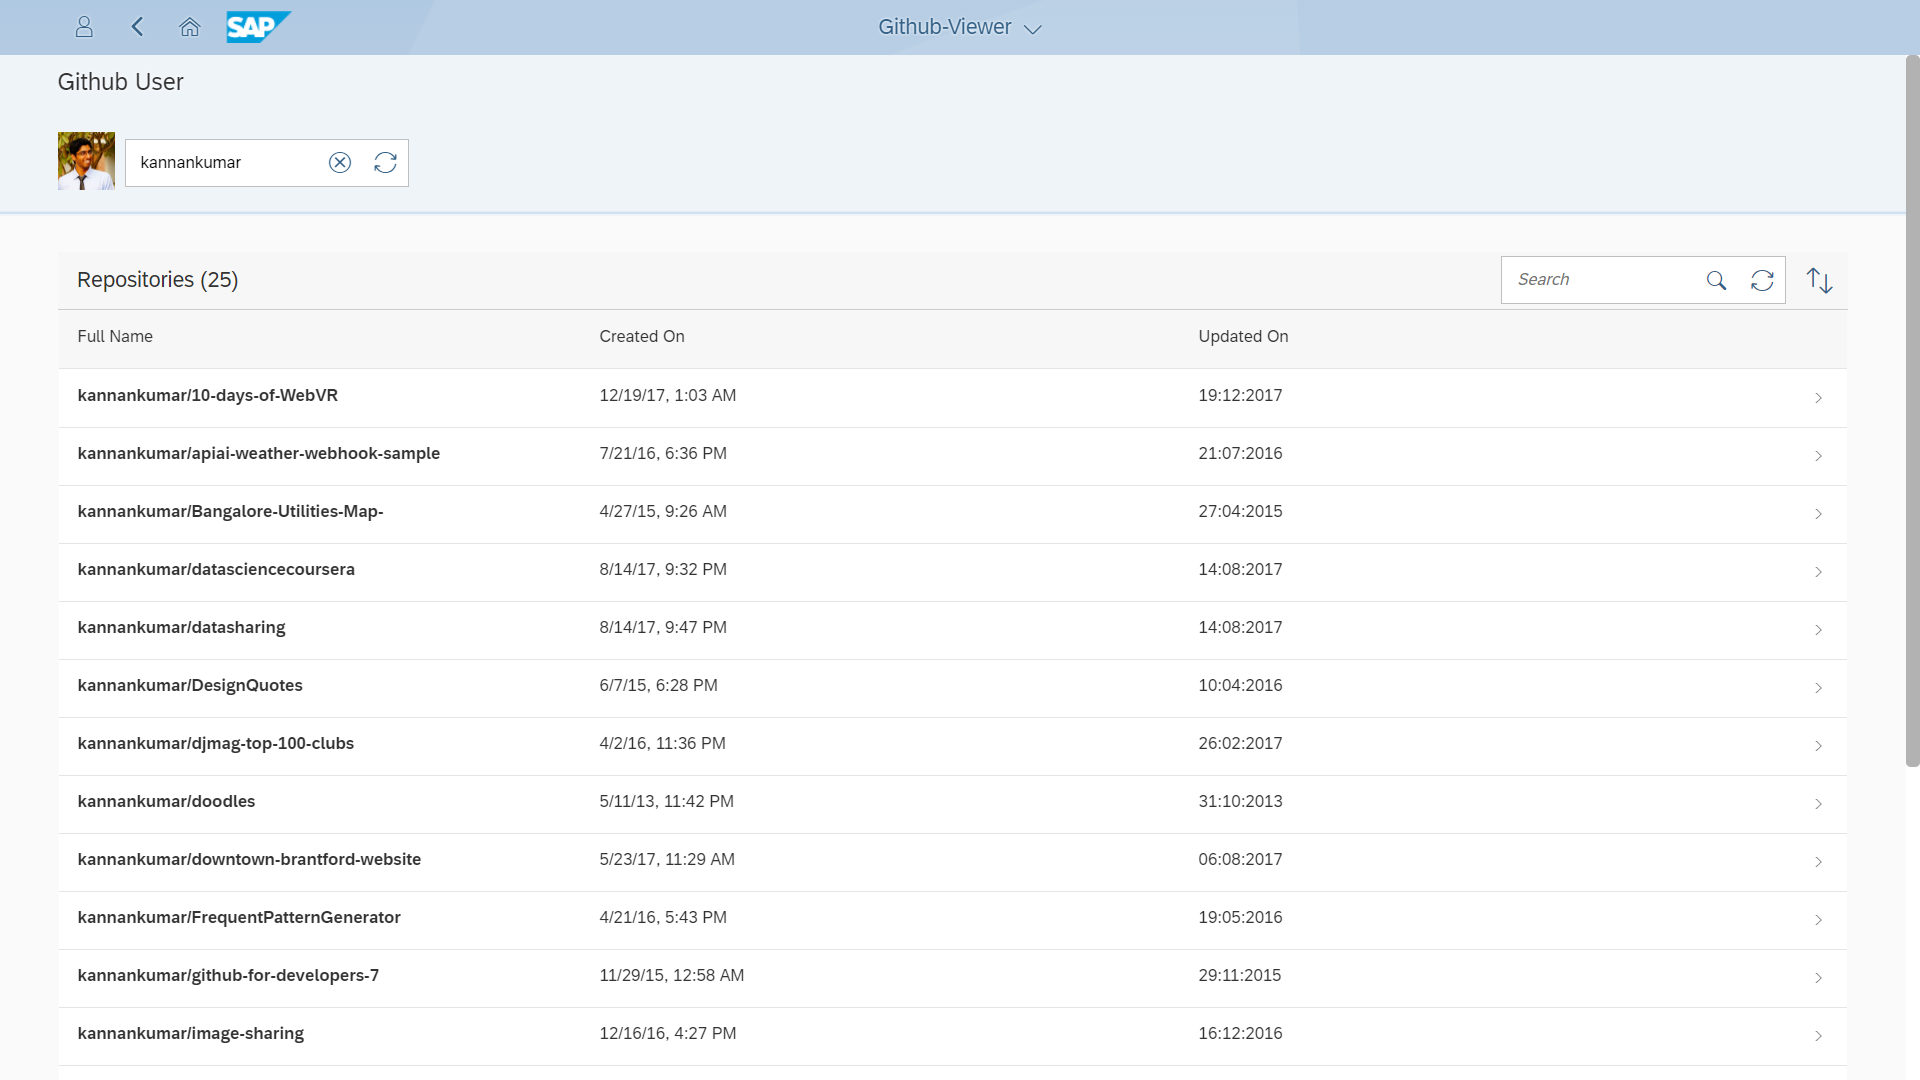 SAP
Github-Viewer
Github User
kannankumar
Repositories (25)
Search
Full Name Created On Updated On
kannankumar/10-days-of-WebVR 12/19/17, 1:03 AM 19:12:2017
kannankumar/apiai-weather-webhook-sample 7/21/16, 6:36 PM 21:07:2016
kannankumar/Bangalore-Utilities-Map- 4/27/15, 9:26 AM 27:04:2015
kannankumar/datasciencecoursera 8/14/17, 9:32 PM 14:08:2017
kannankumar/datasharing 8/14/17, 9:47 PM 14:08:2017
kannankumar/DesignQuotes 6/7/15, 6:28 PM 10:04:2016
kannankumar/djmag-top-100-clubs 4/2/16, 11:36 PM 26:02:2017
kannankumar/doodles 5/11/13, 11:42 PM 31:10:2013
kannankumar/downtown-brantford-website 5/23/17, 11:29 AM 06:08:2017
kannankumar/FrequentPatternGenerator 4/21/16, 5:43 PM 19:05:2016
kannankumar/github-for-developers-7 11/29/15, 12:58 AM 29:11:2015
kannankumar/image-sharing 12/16/16, 4:27 PM 16:12:2016